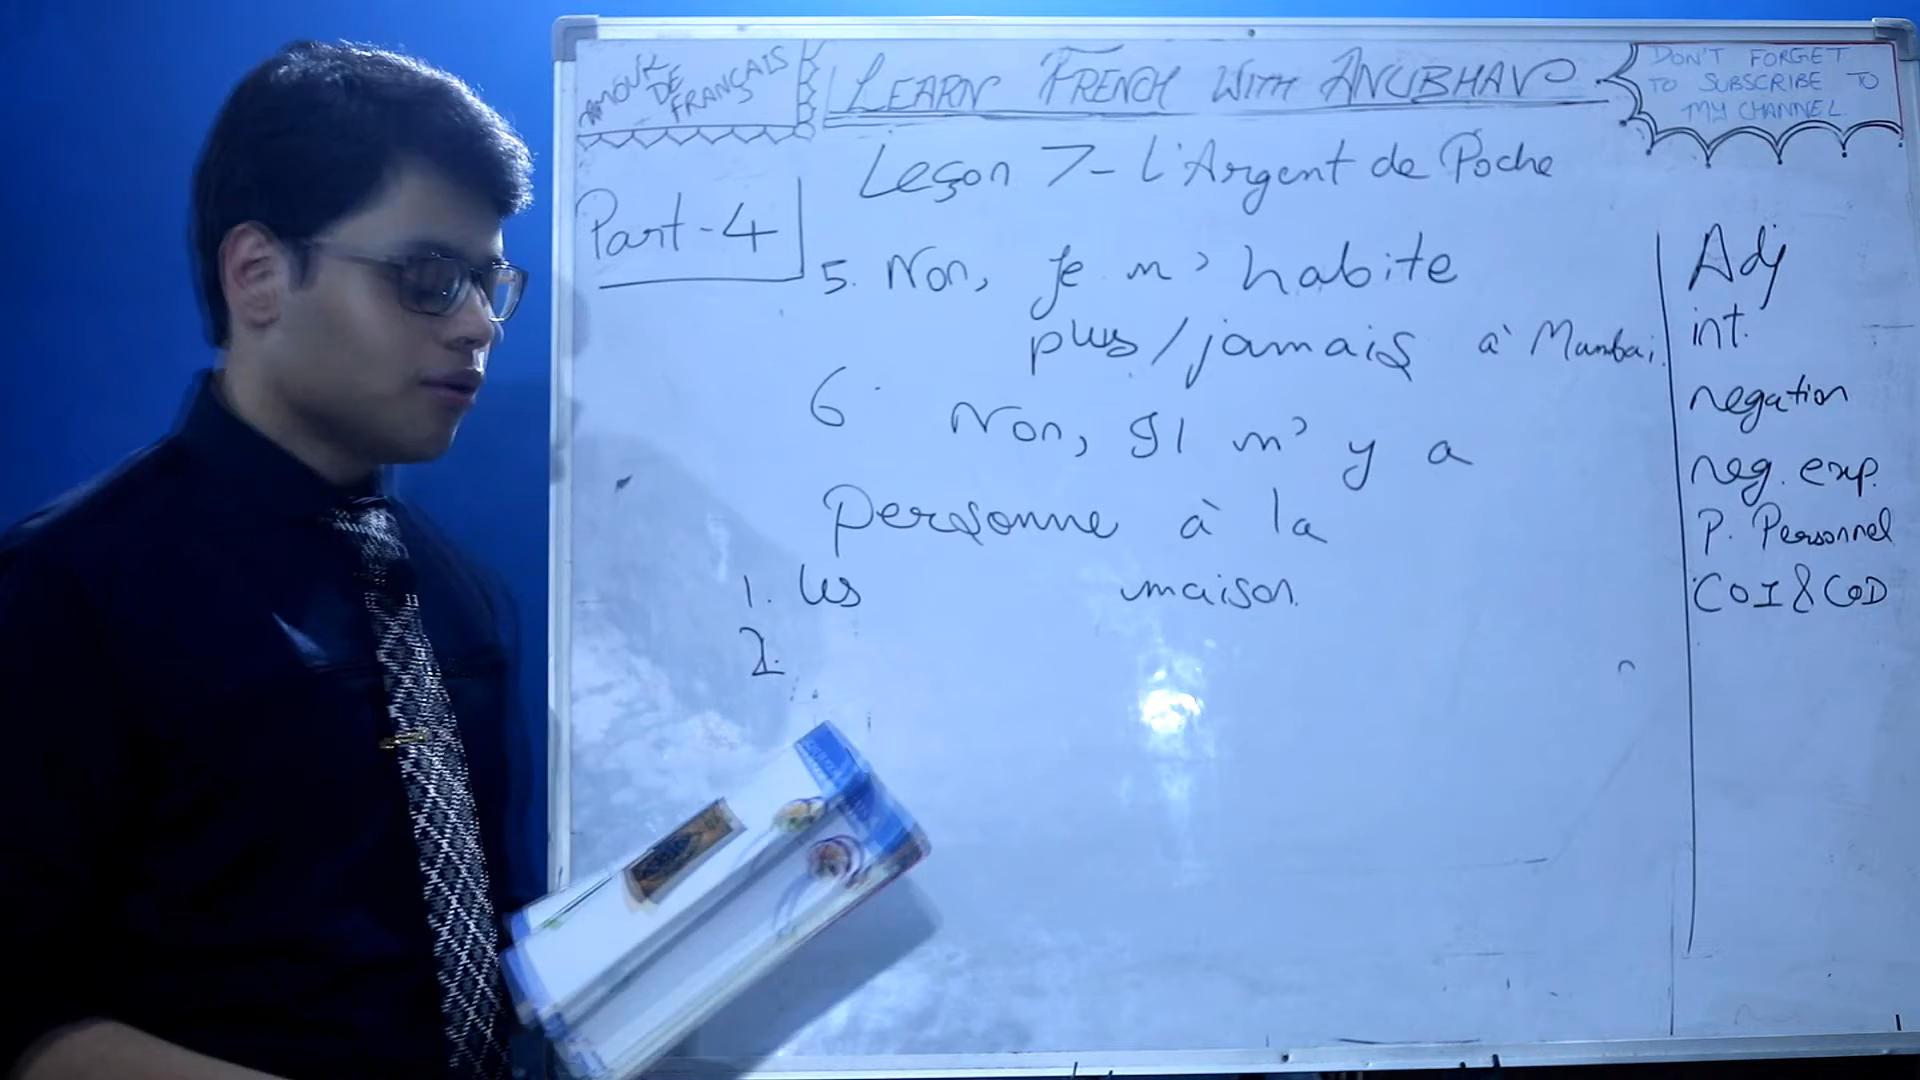 AMOUR
DE
FRANÇAIS
LEARN FRENCH WITH ANUBHAV
DON'T FORGET
TO SUBSCRIBE TO
MY CHANNEL
Leçon 7- L'Argent de Poche
Part-4
5. Non, Je n'habite
plus/jamais à Mumbai.
6 Non, Il n'y a
personne à la
maison.
1. Les
2.
Adj
int.
negation
neg. exp.
P. Personnel
COI & COD